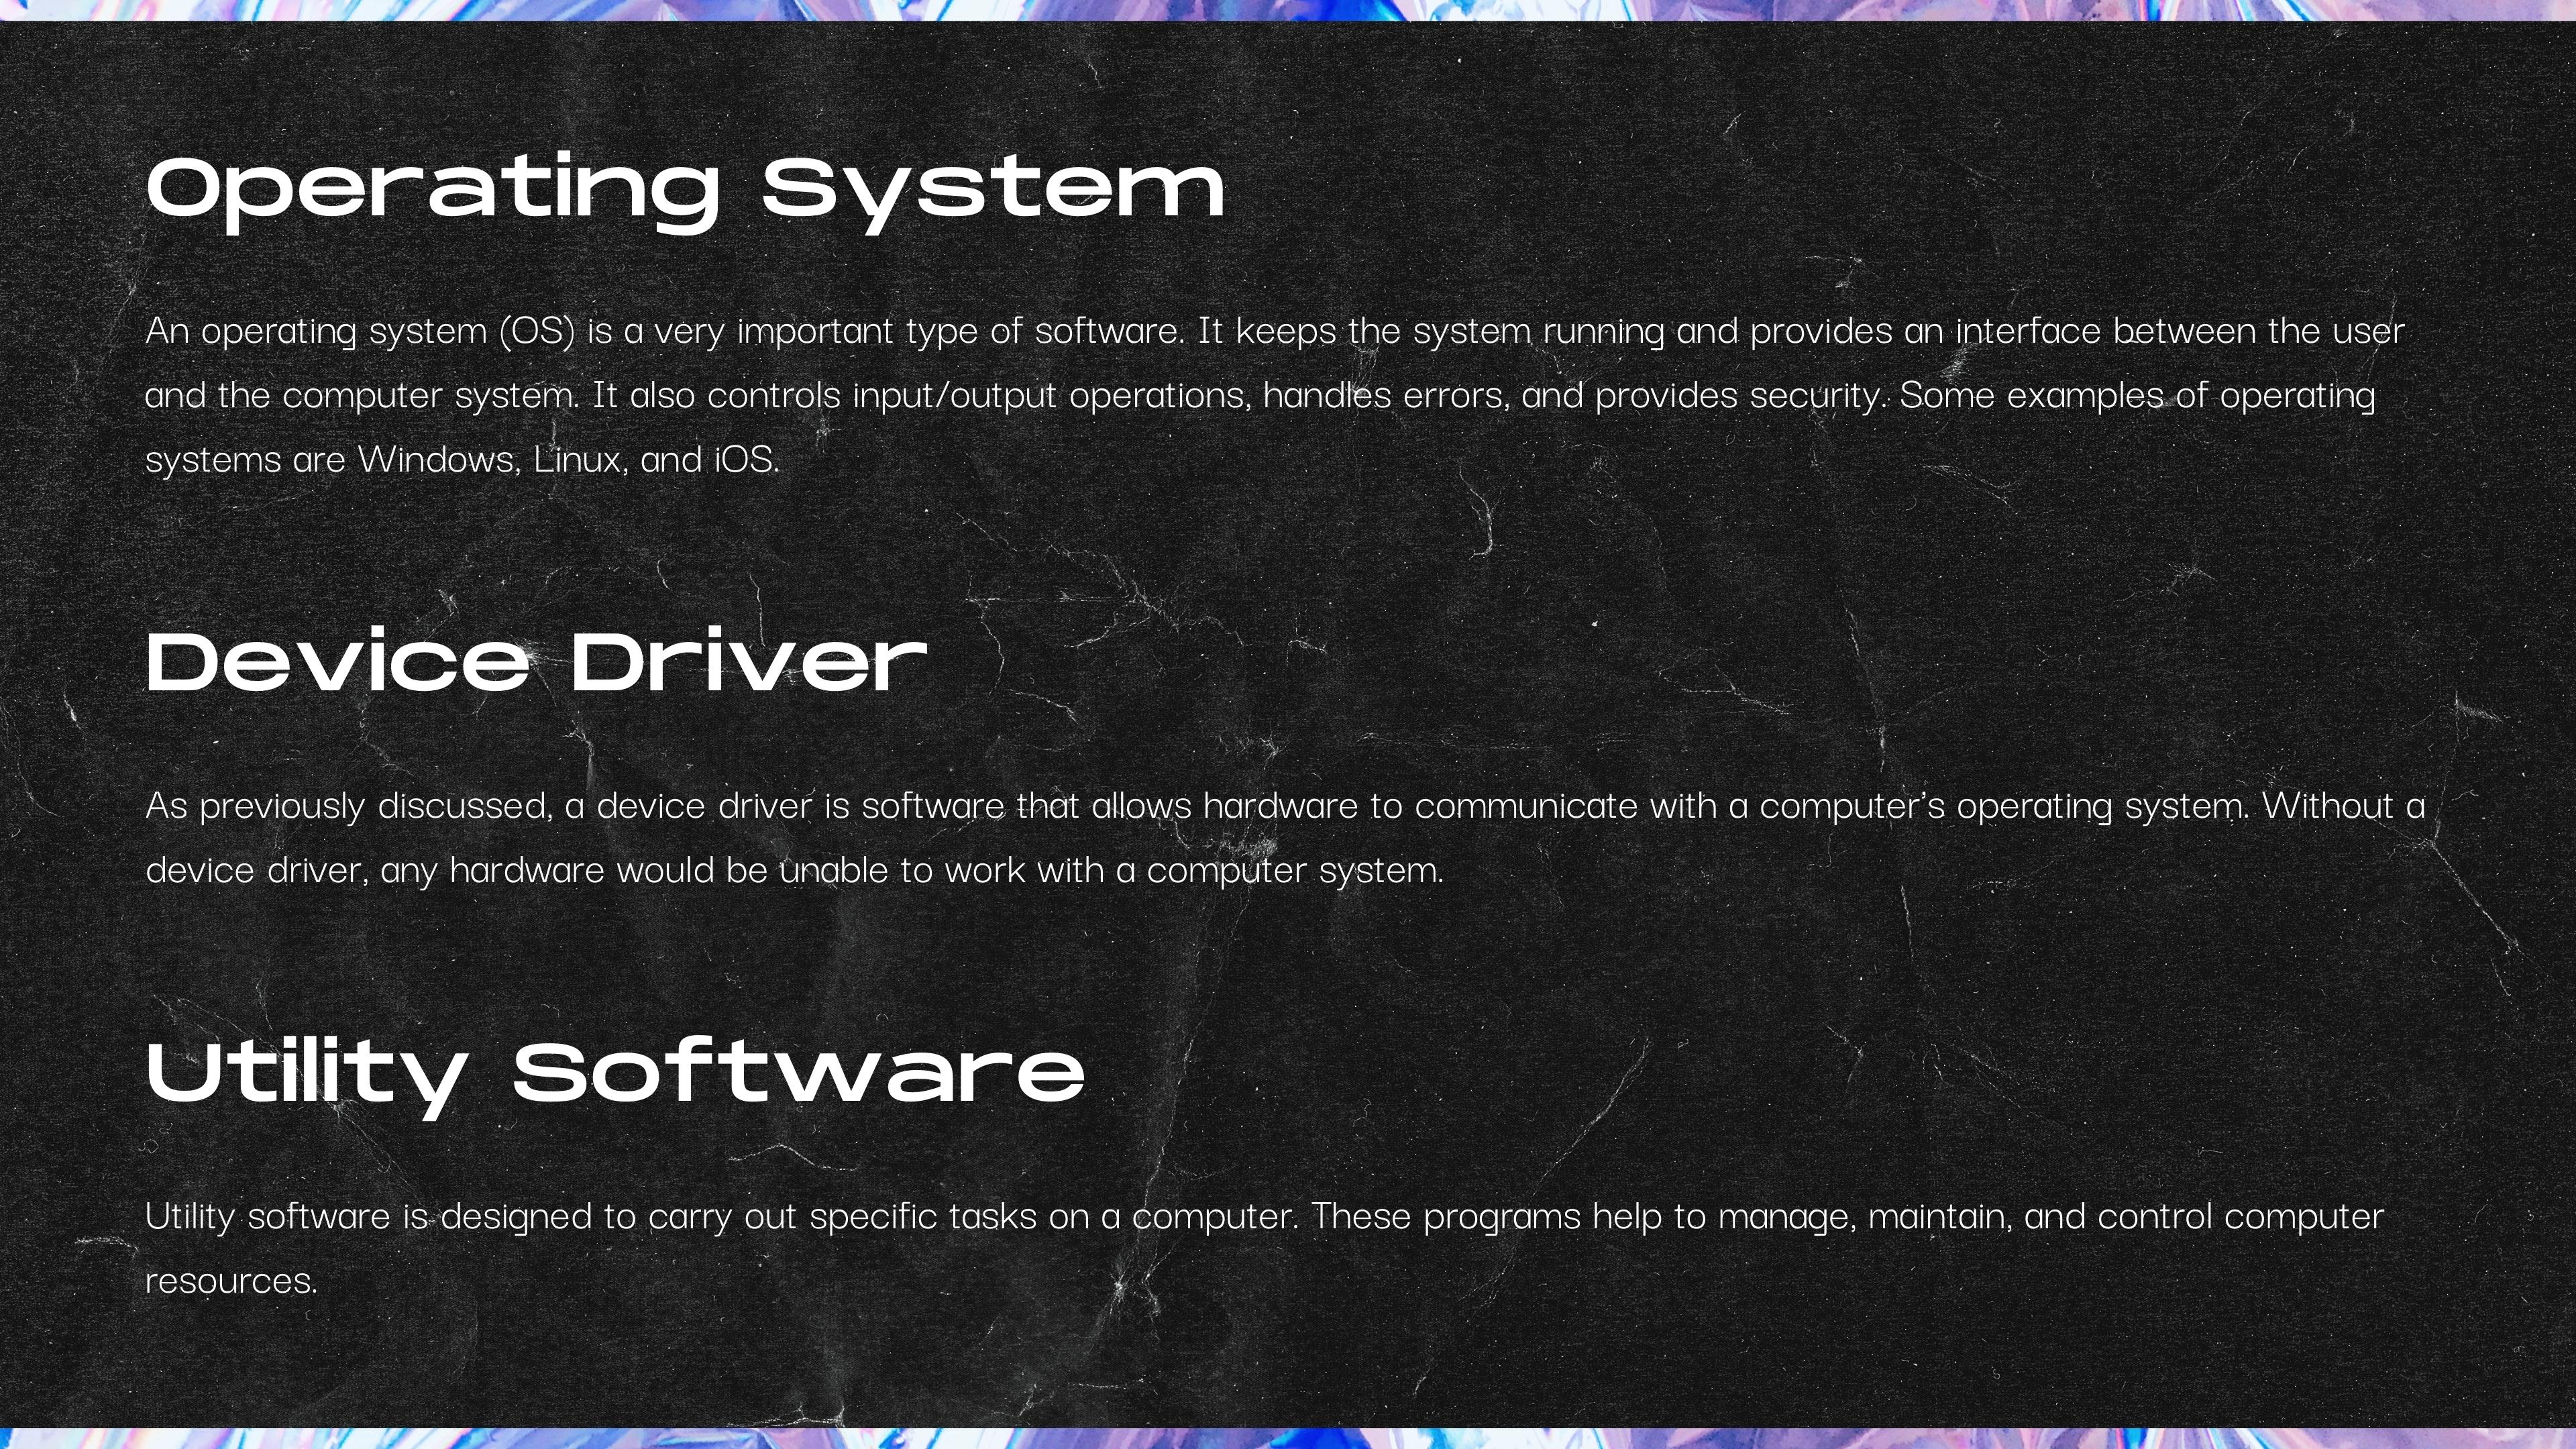 Operating System
An operating system (OS) is a very important type of software. It keeps the system running and provides an interface between the user
and the computer system. It also controls input/output operations, handles errors, and provides security. Some examples of operating
systems are Windows, Linux, and iOS.
Device Driver
As previously discussed, a device driver is software that allows hardware to communicate with a computer's operating system. Without a
device driver, any hardware would be unable to work with a computer system.
Utility Software
Utility software is designed to carry out specific tasks on a computer. These programs help to manage, maintain, and control computer
resources.